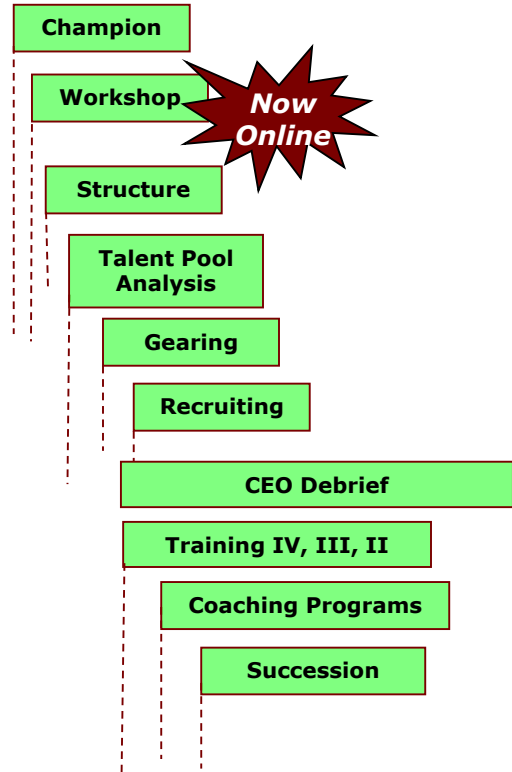 Champion
Workshop
Now
Online
Structure
Talent Pool
Analysis
Gearing
Recruiting
CEO Debrief
Training IV, III, II
Coaching Programs
Succession